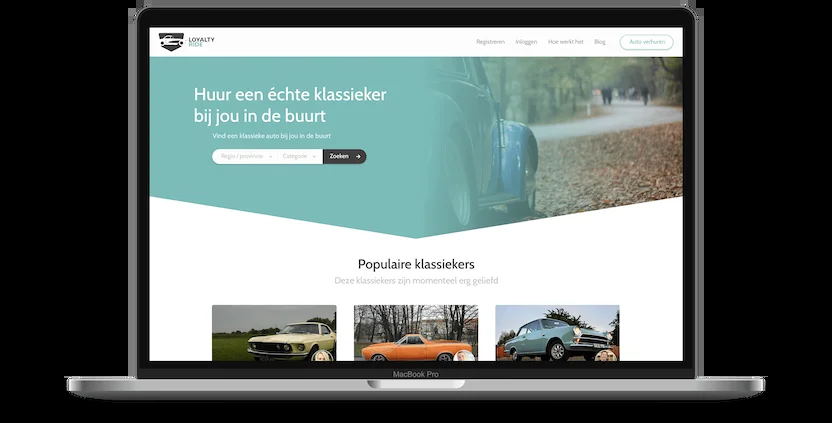 LOYALTY
RIDE
Registreren Inloggen Hoe werkt het Blog Auto verhuren
Huur een échte klassieker
bij jou in de buurt
Vind een klassieke auto bij jou in de buurt
Regio / provincie Categorie Zoeken
Populaire klassiekers
Deze klassiekers zijn momenteel erg geliefd
MacBook Pro